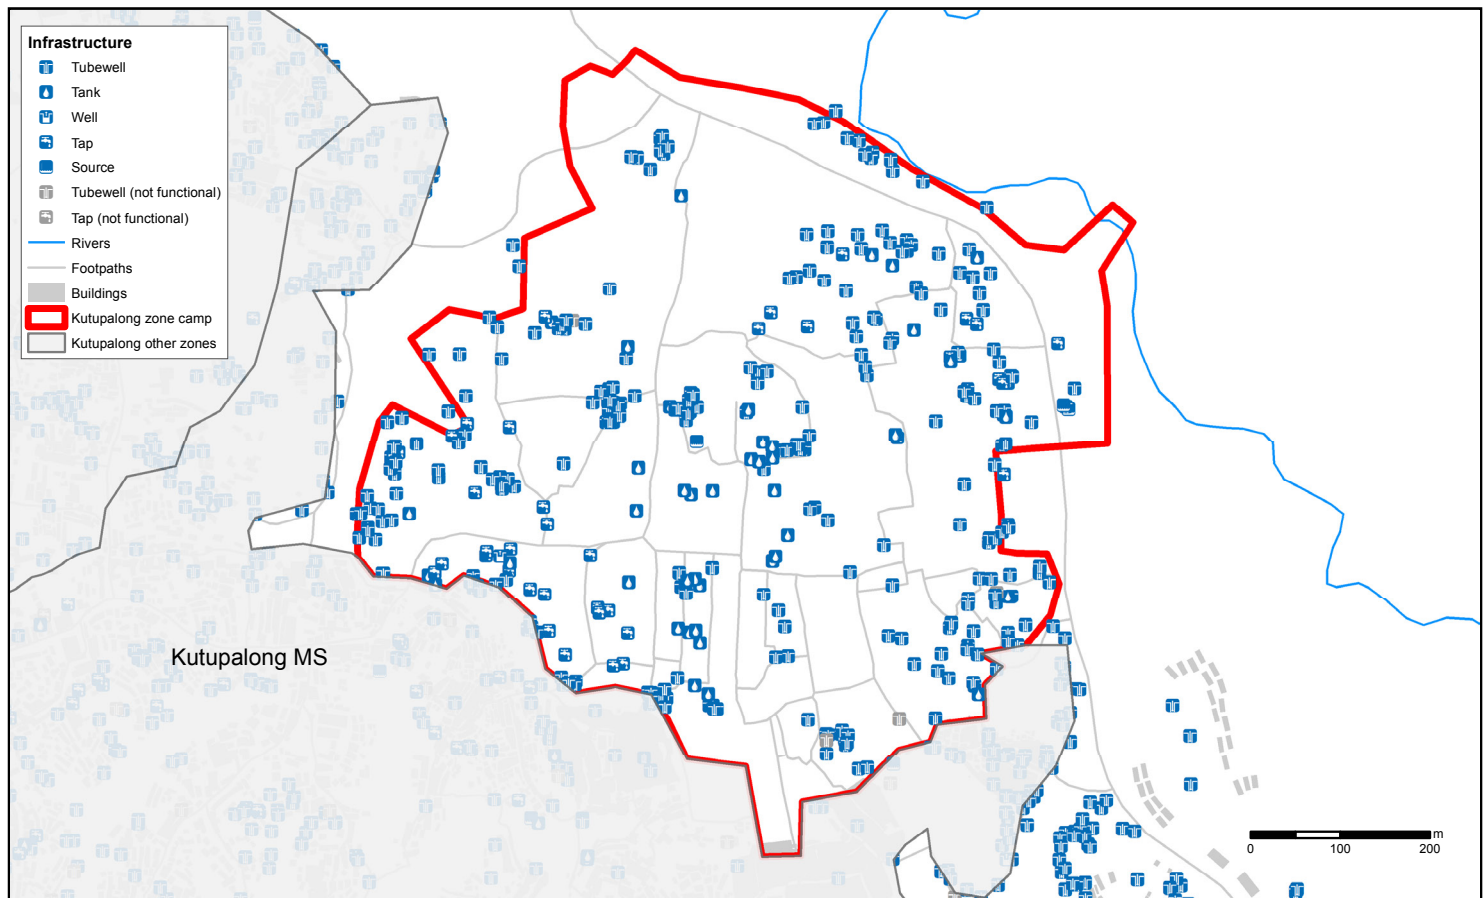 Infrastructure
Tubewell
Tank
Well
Tap
Source
Tubewell (not functional)
Tap (not functional)
Rivers
Footpaths
Buildings
Kutupalong zone camp
Kutupalong other zones
Kutupalong MS
m
0 100 200